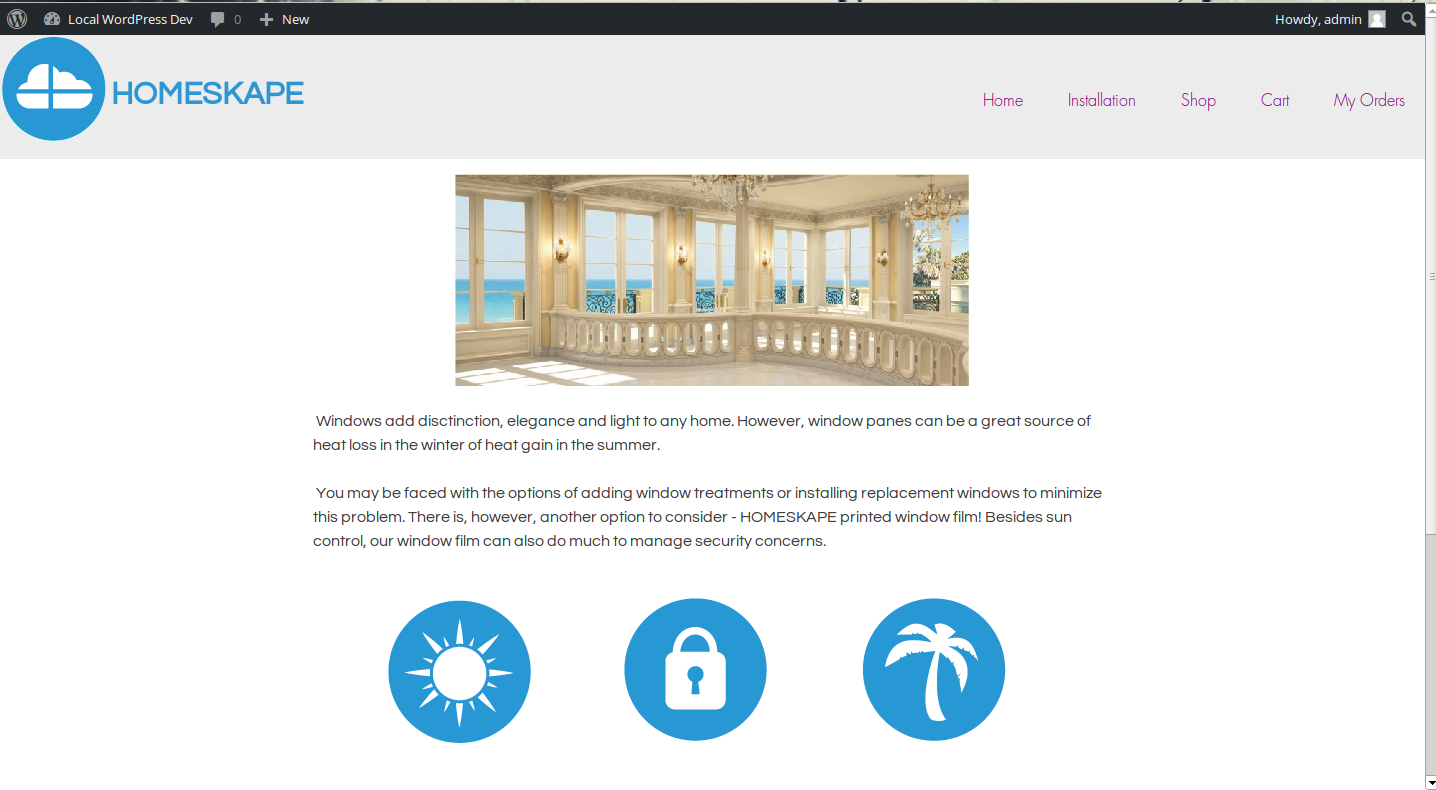 Local WordPress Dev 0 New Howdy, admin
HOMESKAPE
Home Installation Shop Cart My Orders
Windows add disctinction, elegance and light to any home. However, window panes can be a great source of
heat loss in the winter of heat gain in the summer.
You may be faced with the options of adding window treatments or installing replacement windows to minimize
this problem. There is, however, another option to consider - HOMESKAPE printed window film! Besides sun
control, our window film can also do much to manage security concerns.